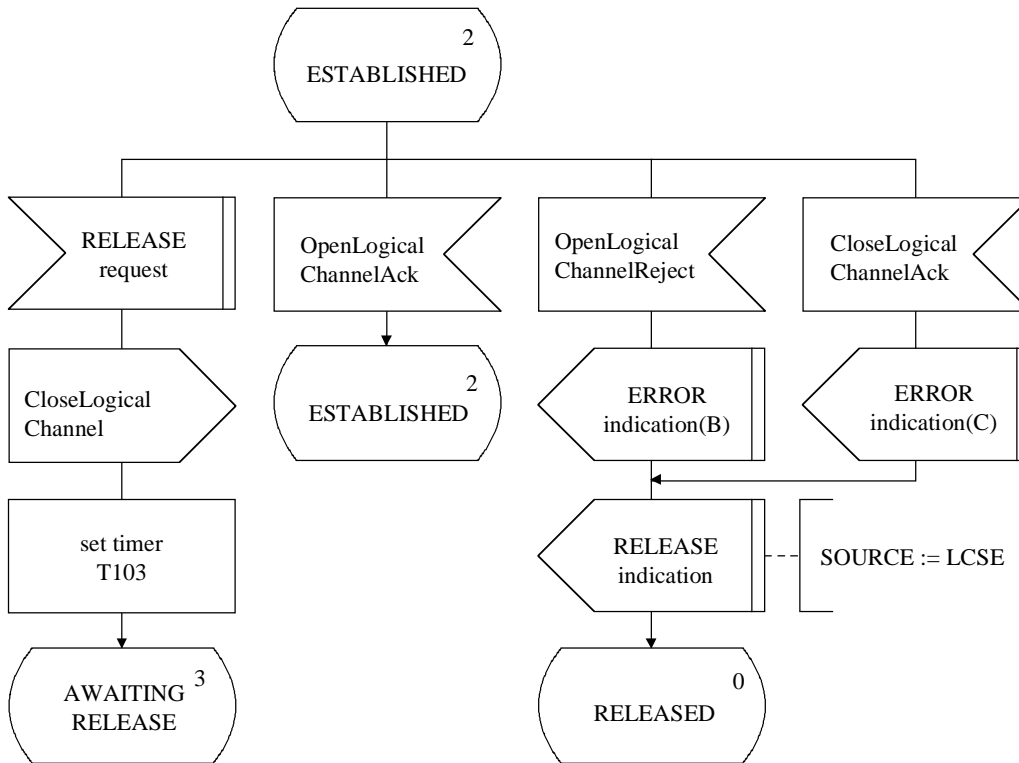 2
ESTABLISHED
RELEASE
request
OpenLogical
ChannelAck
OpenLogical
ChannelReject
CloseLogical
ChannelAck
CloseLogical
Channel
2
ESTABLISHED
ERROR
indication(B)
ERROR
indication(C)
set timer
T103
RELEASE
indication
SOURCE := LCSE
3
AWAITING
RELEASE
0
RELEASED